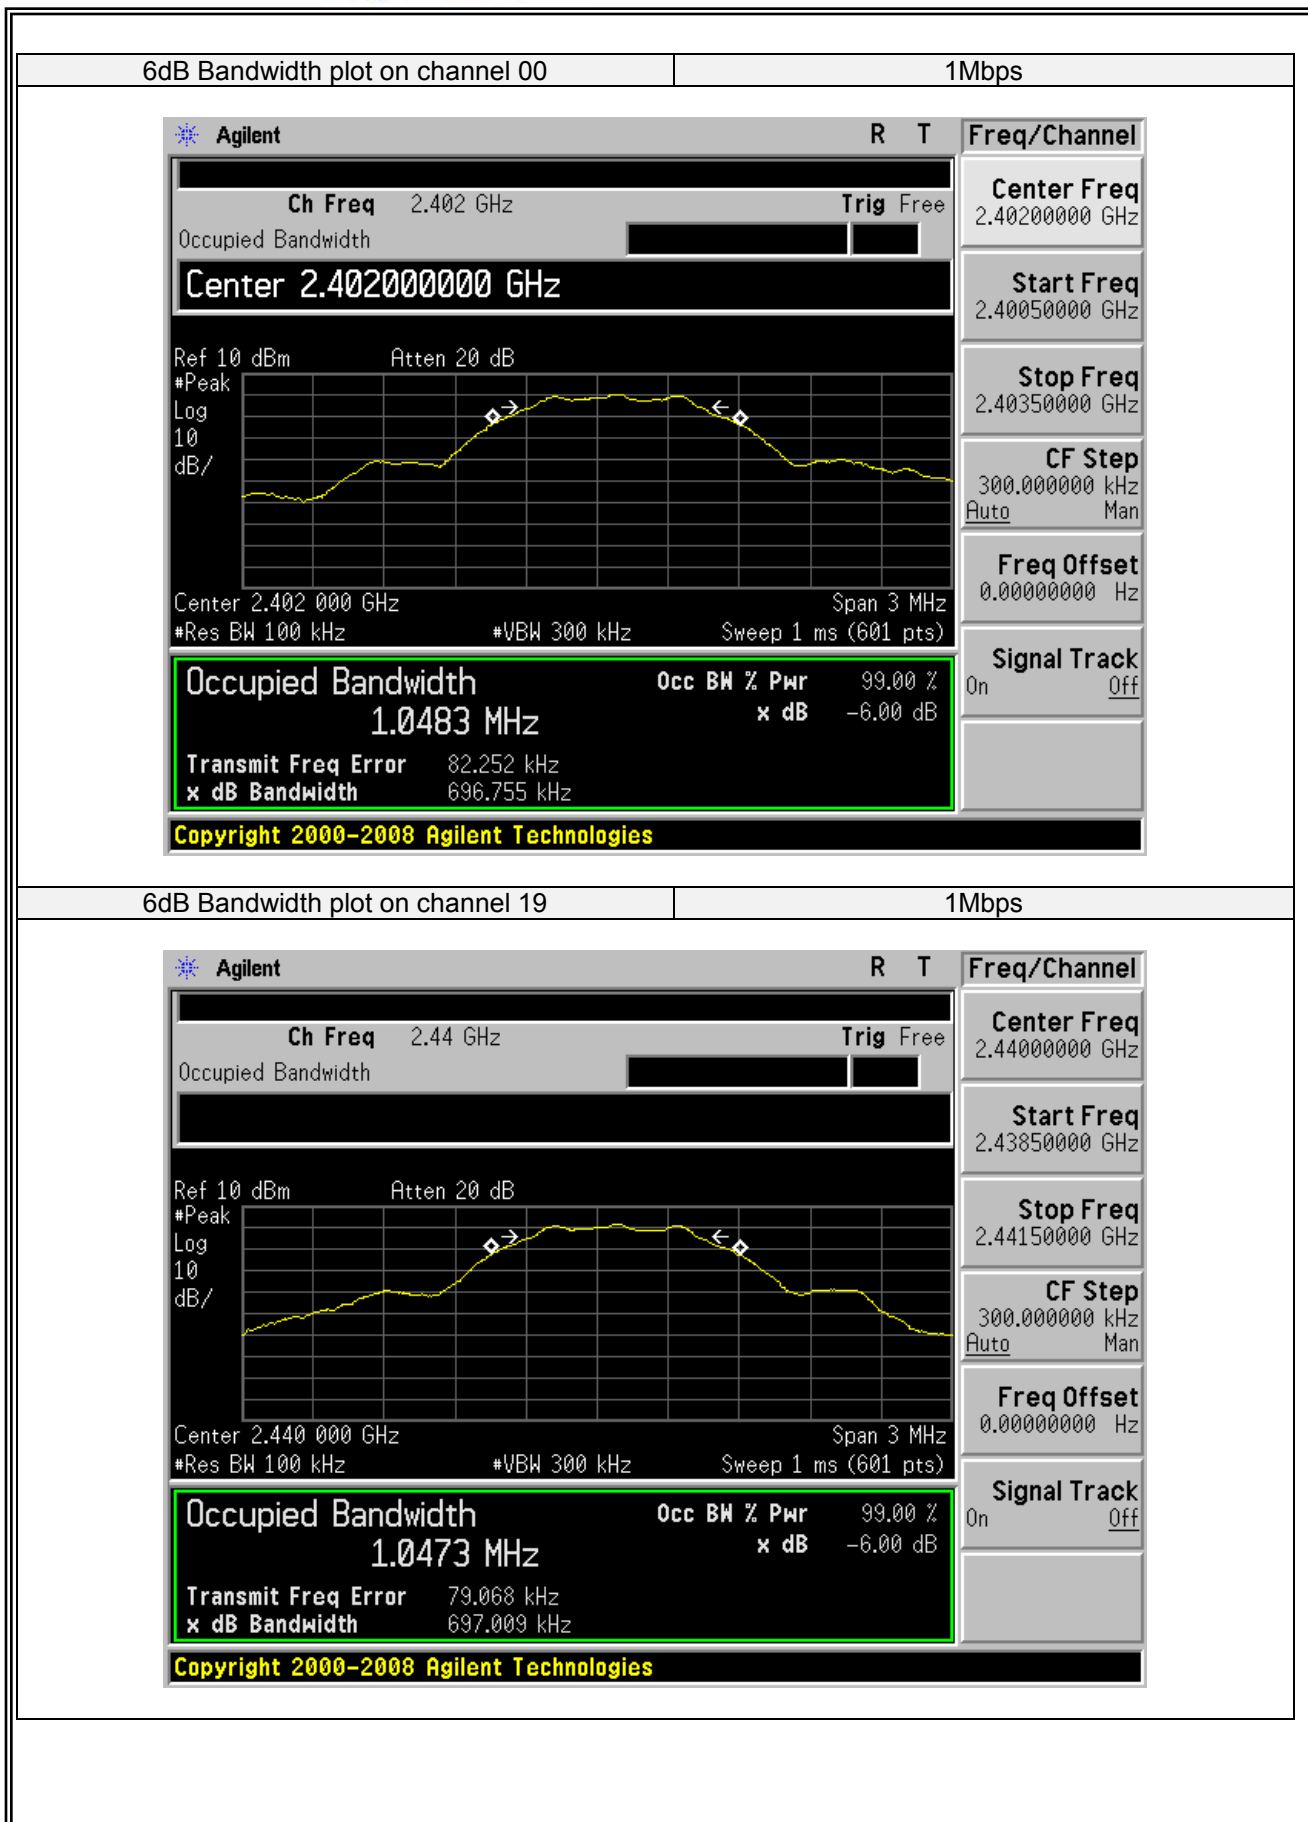 6dB Bandwidth plot on channel 00 1Mbps
Agilent R T Freq/Channel
Ch Freq 2.402 GHz Trig Free
Occupied Bandwidth
Center 2.402000000 GHz
Center Freq
2.40200000 GHz
Start Freq
2.40050000 GHz
Stop Freq
2.40350000 GHz
CF Step
300.000000 kHz
Auto Man
Freq Offset
0.00000000 Hz
Signal Track
On Off
Ref 10 dBm Atten 20 dB
#Peak
Log
10
dB/
Center 2.402 000 GHz Span 3 MHz
#Res BW 100 kHz #VBW 300 kHz Sweep 1 ms (601 pts)
Occupied Bandwidth Occ BW % Pwr 99.00 %
1.0483 MHz x dB -6.00 dB
Transmit Freq Error 82.252 kHz
x dB Bandwidth 696.755 kHz
Copyright 2000-2008 Agilent Technologies
6dB Bandwidth plot on channel 19 1Mbps
Agilent R T Freq/Channel
Ch Freq 2.44 GHz Trig Free
Occupied Bandwidth
Center Freq
2.44000000 GHz
Start Freq
2.43850000 GHz
Stop Freq
2.44150000 GHz
CF Step
300.000000 kHz
Auto Man
Freq Offset
0.00000000 Hz
Signal Track
On Off
Ref 10 dBm Atten 20 dB
#Peak
Log
10
dB/
Center 2.440 000 GHz Span 3 MHz
#Res BW 100 kHz #VBW 300 kHz Sweep 1 ms (601 pts)
Occupied Bandwidth Occ BW % Pwr 99.00 %
1.0473 MHz x dB -6.00 dB
Transmit Freq Error 79.068 kHz
x dB Bandwidth 697.009 kHz
Copyright 2000-2008 Agilent Technologies